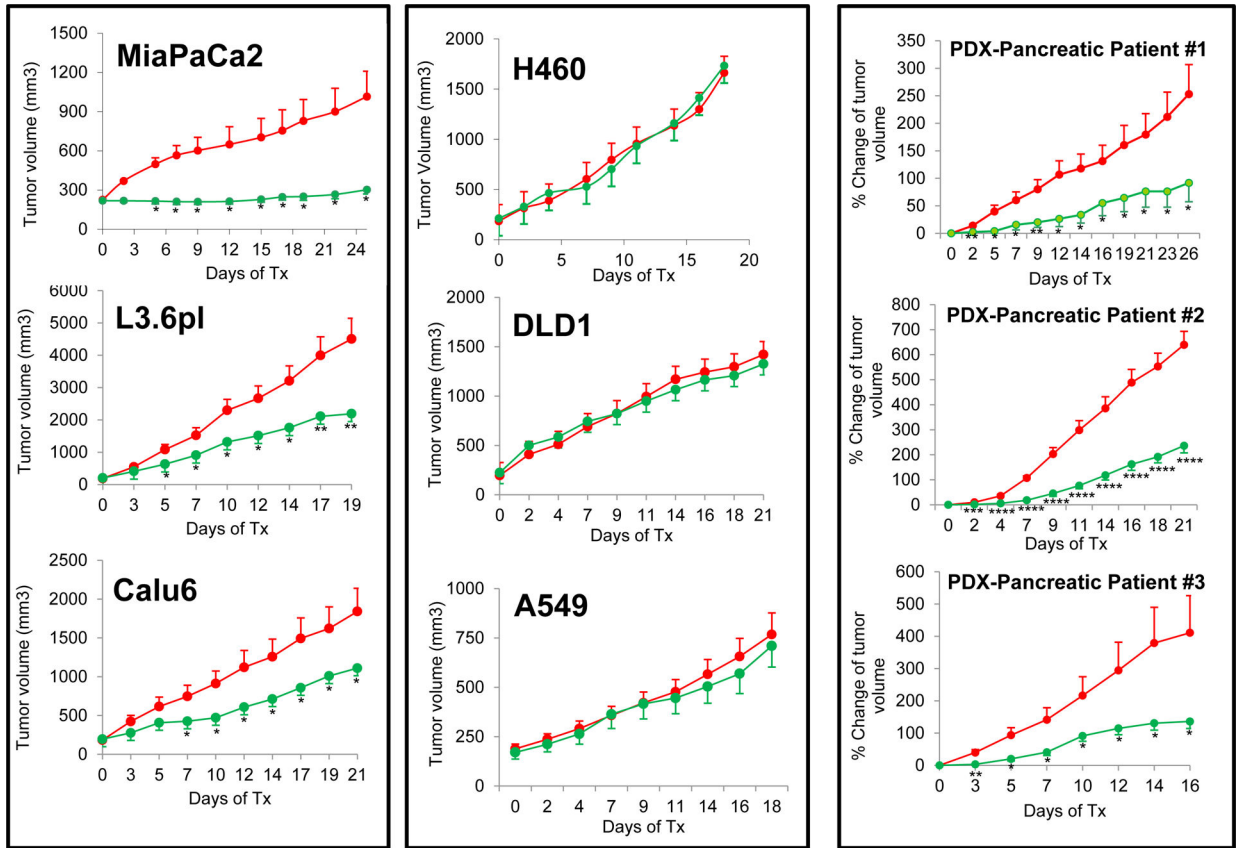 MiaPaCa2
Tumor volume (mm3)
1500
1200
900
600
300
0
* * * * * * * * *
0 3 6 9 12 15 18 21 24
Days of Tx
L3.6pl
Tumor volume (mm3)
6000
5000
4000
3000
2000
1000
0
* * * * * ** **
0 3 5 7 10 12 14 17 19
Days of Tx
Calu6
Tumor volume (mm3)
2500
2000
1500
1000
500
0
* * * * * * *
0 3 5 7 10 12 14 17 19 21
Days of Tx
H460
Tumor Volume (mm3)
2000
1500
1000
500
0
0 5 10 15 20
Days of Tx
DLD1
Tumor volume (mm3)
2000
1500
1000
500
0
0 2 4 7 9 11 14 16 18 21
Days of Tx
A549
Tumor volume (mm3)
1000
750
500
250
0
0 2 4 7 9 11 14 16 18
Days of Tx
PDX-Pancreatic Patient #1
% Change of tumor
volume
350
300
250
200
150
100
50
0
** * * ** * * * * * * *
0 2 5 7 9 12 14 16 19 21 23 26
Days of Tx
PDX-Pancreatic Patient #2
% Change of tumor
volume
800
700
600
500
400
300
200
100
0
*** **** **** **** **** **** **** **** ****
0 2 4 7 9 11 14 16 18 21
Days of Tx
PDX-Pancreatic Patient #3
% Change of tumor
volume
600
500
400
300
200
100
0
** * * * * * *
0 3 5 7 10 12 14 16
Days of Tx